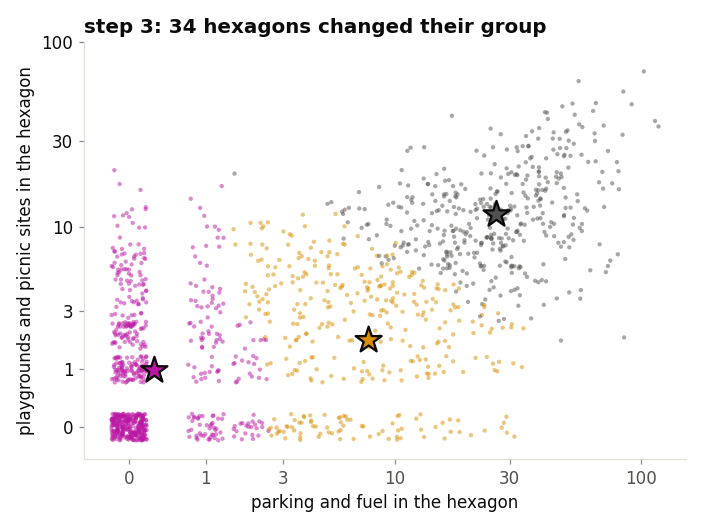 step 3: 34 hexagons changed their group
100
30
10
3
1
0
playgrounds and picnic sites in the hexagon
0 1 3 10 30 100
parking and fuel in the hexagon